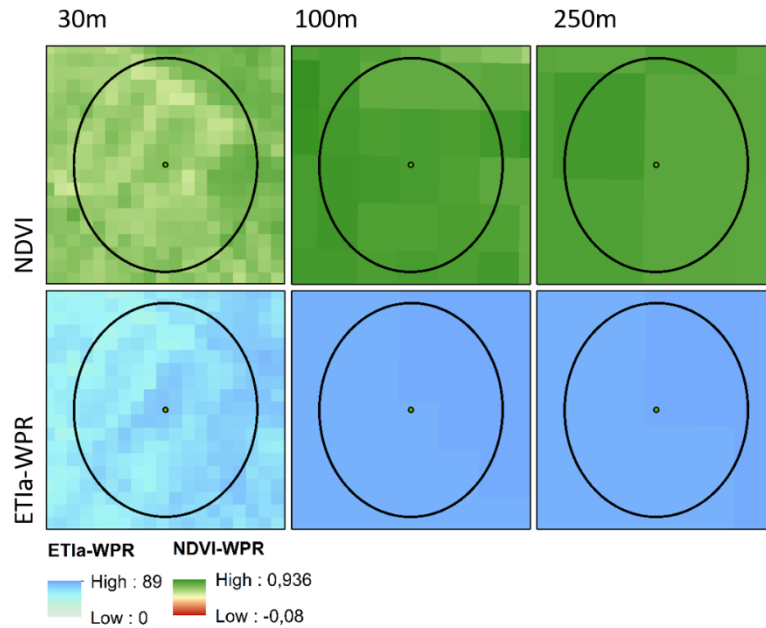 30m 100m 250m
NDVI
ETIa-WPR
ETIa-WPR NDVI-WPR
High : 89 High : 0,936
Low : 0 Low : -0,08